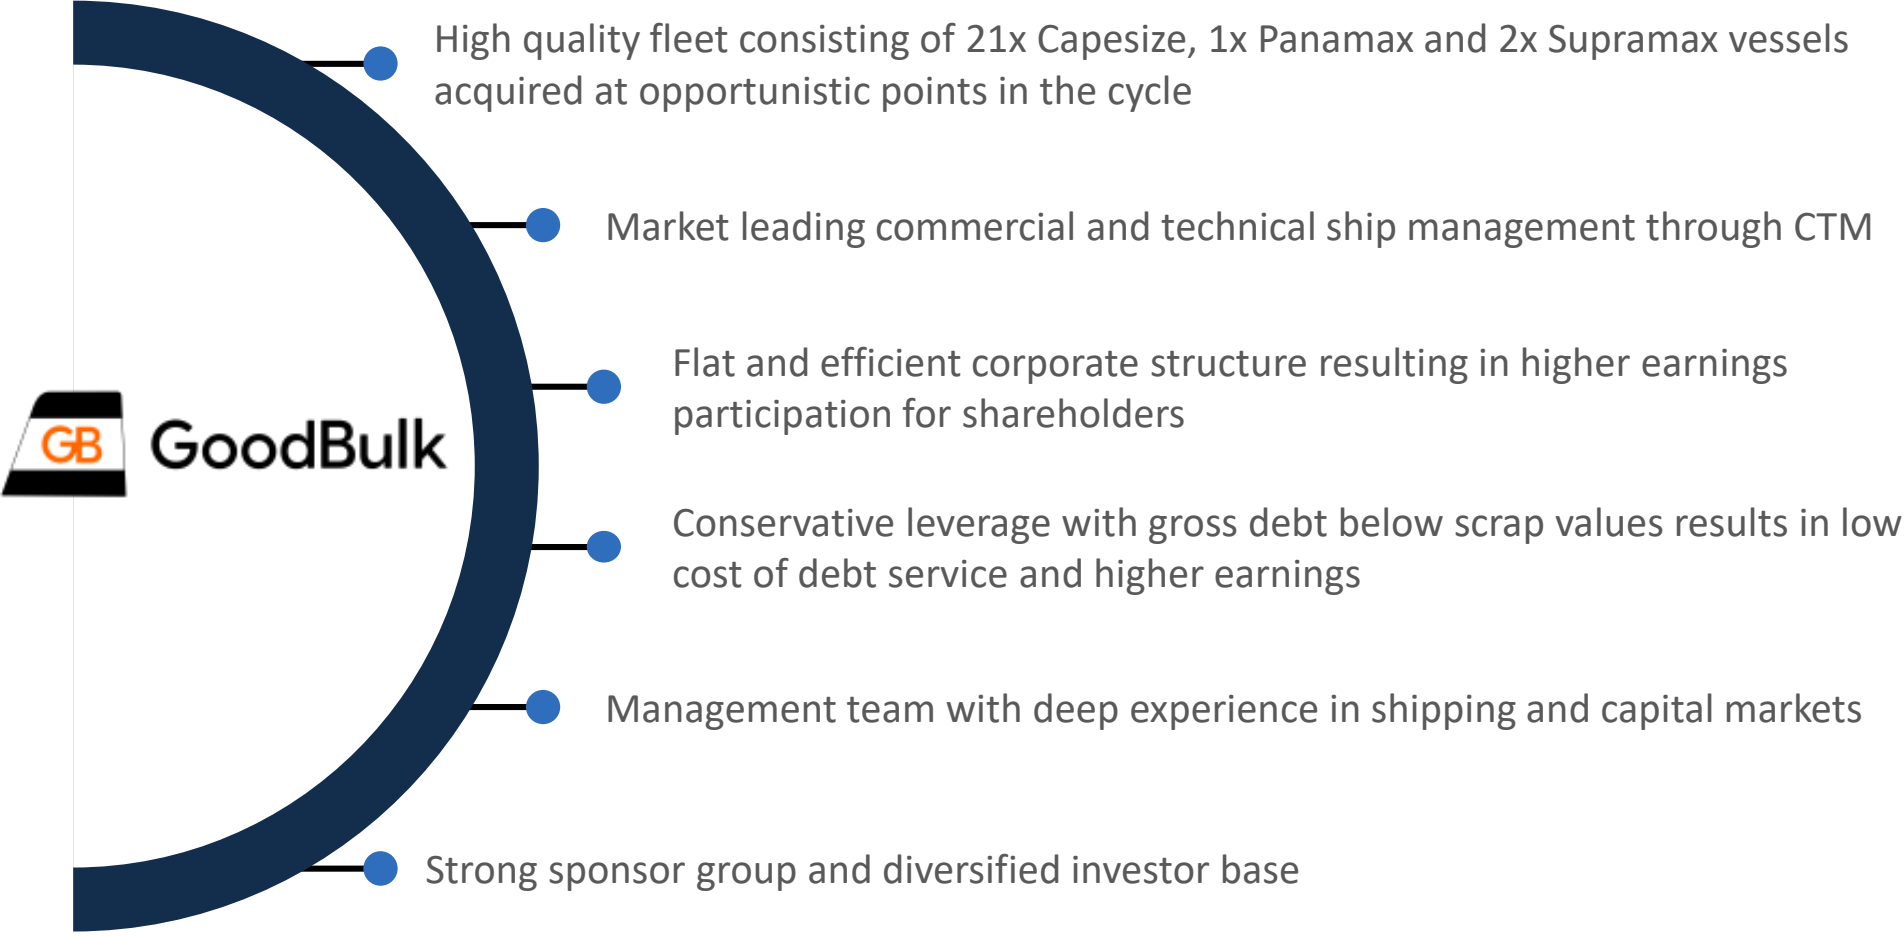 High quality fleet consisting of 21x Capesize, 1x Panamax and 2x Supramax vessels
acquired at opportunistic points in the cycle
Market leading commercial and technical ship management through CTM
Flat and efficient corporate structure resulting in higher earnings
participation for shareholders
GB GoodBulk
Conservative leverage with gross debt below scrap values results in low
cost of debt service and higher earnings
Management team with deep experience in shipping and capital markets
Strong sponsor group and diversified investor base